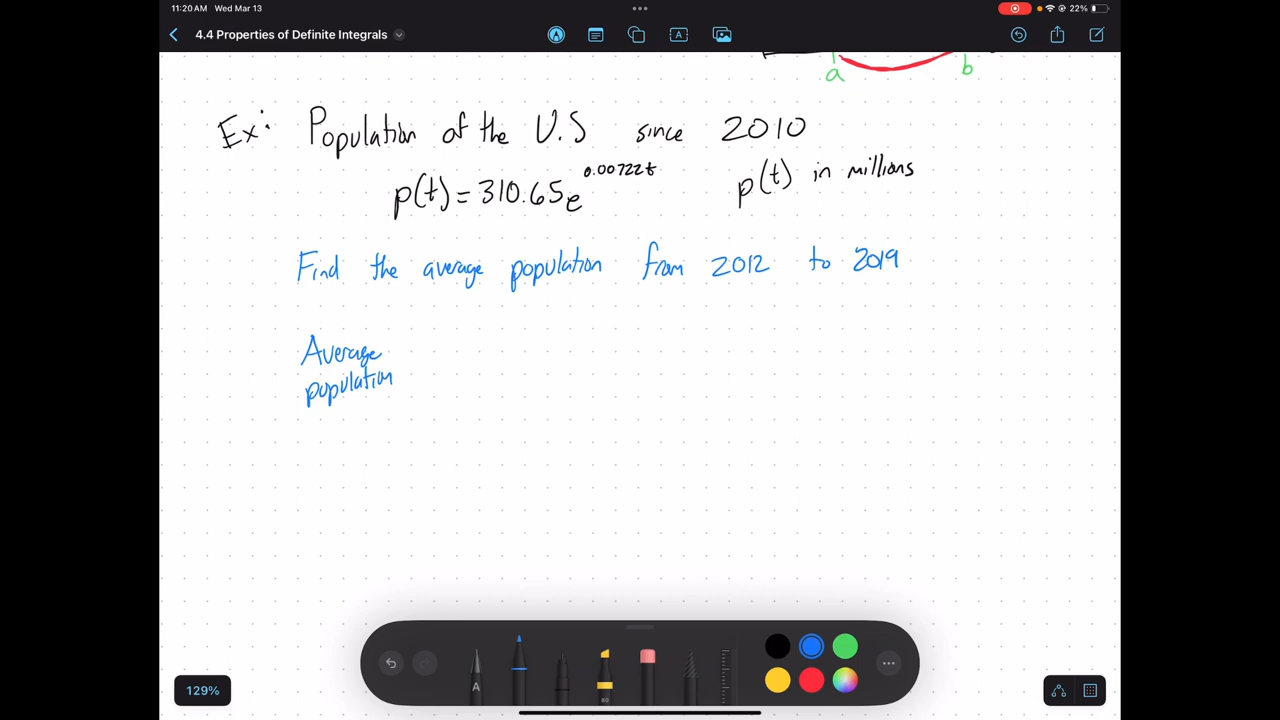 11:20 AM Wed Mar 13
22%
4.4 Properties of Definite Integrals
a
b
Ex: Population of the U.S since 2010
p(t) = 310.65e^0.00722t p(t) in millions
Find the average population from 2012 to 2019
Average
population
A
80
129%